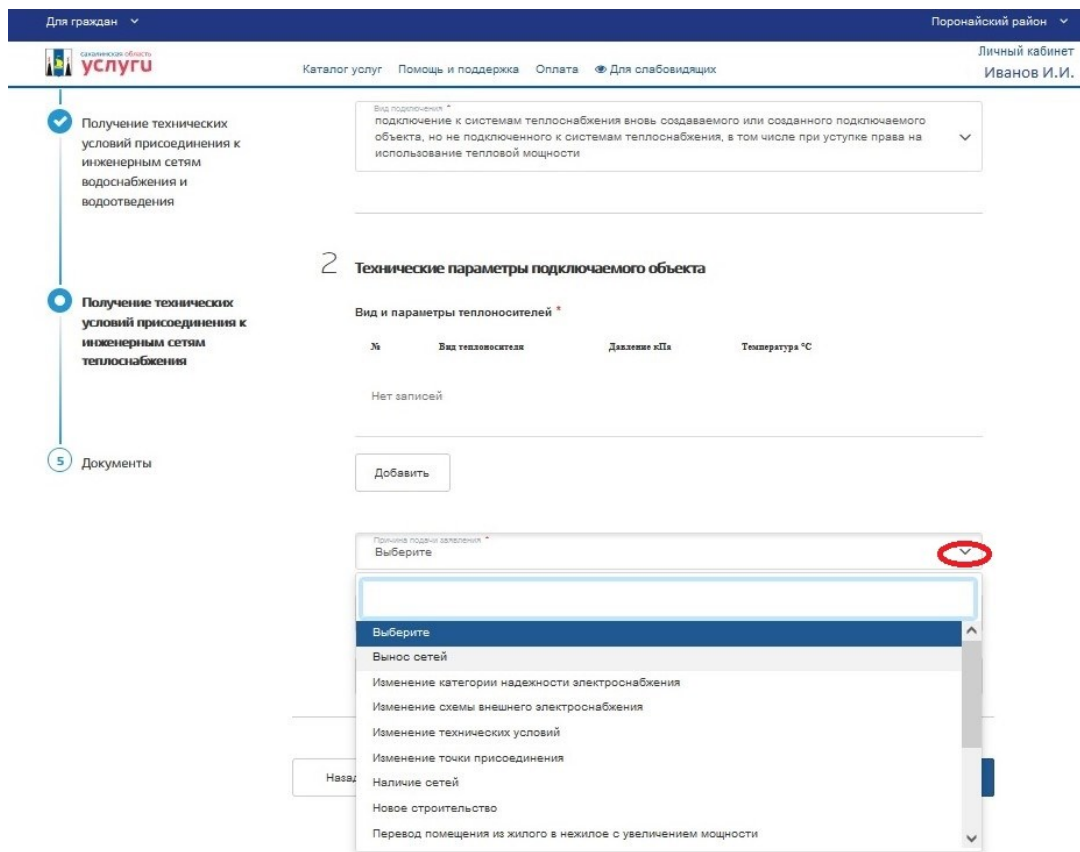 Для граждан
Поронайский район
сахалинская область
услуги
Каталог услуг Помощь и поддержка Оплата Для слабовидящих
Личный кабинет
Иванов И.И.
Получение технических
условий присоединения к
инженерным сетям
водоснабжения и
водоотведения
Вид подключения *
подключение к системам теплоснабжения вновь создаваемого или созданного подключаемого
объекта, но не подключенного к системам теплоснабжения, в том числе при уступке права на
использование тепловой мощности
2 Технические параметры подключаемого объекта
Получение технических
условий присоединения к
инженерным сетям
теплоснабжения
Вид и параметры теплоносителей *
№ Вид теплоносителя Давление кПа Температура °C
Нет записей
5 Документы
Добавить
Причина подачи заявления *
Выберите
Выберите
Вынос сетей
Изменение категории надежности электроснабжения
Изменение схемы внешнего электроснабжения
Изменение технических условий
Изменение точки присоединения
Назад
Наличие сетей
Новое строительство
Перевод помещения из жилого в нежилое с увеличением мощности